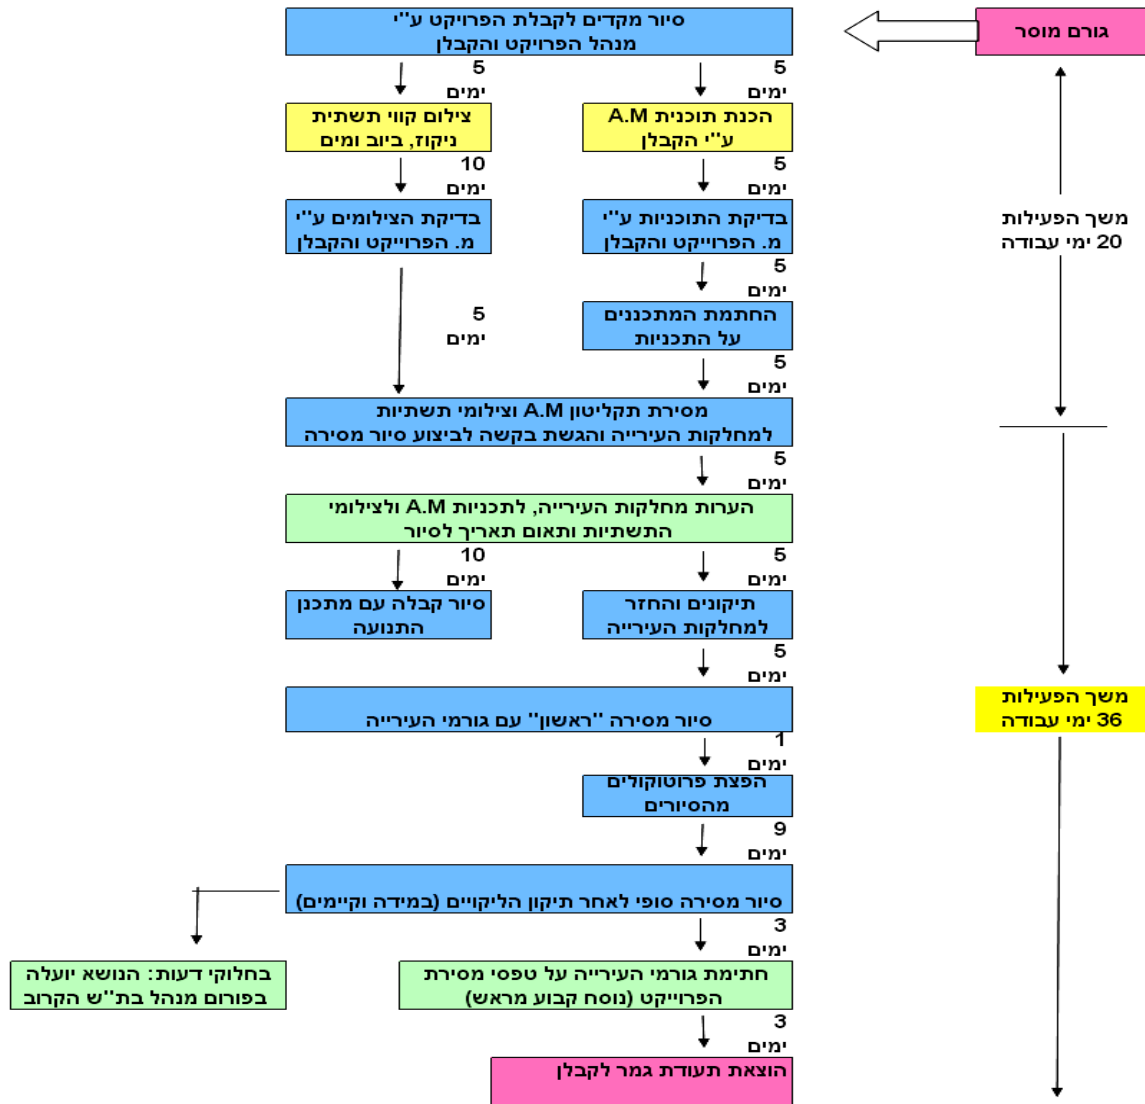 גורם מוסר
סיור מקדים לקבלת הפרויקט ע"י
מנהל הפרויקט והקבלן
5
ימים
5
ימים
הכנת תוכנית A.M
ע"י הקבלן
צילום קווי תשתית
ניקוז, ביוב ומים
5
ימים
10
ימים
בדיקת התוכניות ע"י
מ. הפרוייקט והקבלן
בדיקת הצילומים ע"י
מ. הפרוייקט והקבלן
משך הפעילות
20 ימי עבודה
5
ימים
החתמת המתכננים
על התכניות
5
ימים
5
ימים
מסירת תקליטון A.M וצילומי תשתיות
למחלקות העירייה והגשת בקשה לביצוע סיור מסירה
5
ימים
הערות מחלקות העירייה, לתכניות A.M ולצילומי
התשתיות ותאום תאריך לסיור
5
ימים
10
ימים
תיקונים והחזר
למחלקות העירייה
סיור קבלה עם מתכנן
התנועה
5
ימים
סיור מסירה "ראשון" עם גורמי העירייה
משך הפעילות
36 ימי עבודה
1
ימים
הפצת פרוטוקולים
מהסיורים
9
ימים
סיור מסירה סופי לאחר תיקון הליקויים (במידה וקיימים)
3
ימים
חתימת גורמי העירייה על טפסי מסירת
הפרוייקט (נוסח קבוע מראש)
בחלוקי דעות: הנושא יועלה
בפורום מנהל בת"ש הקרוב
3
ימים
הוצאת תעודת גמר לקבלן